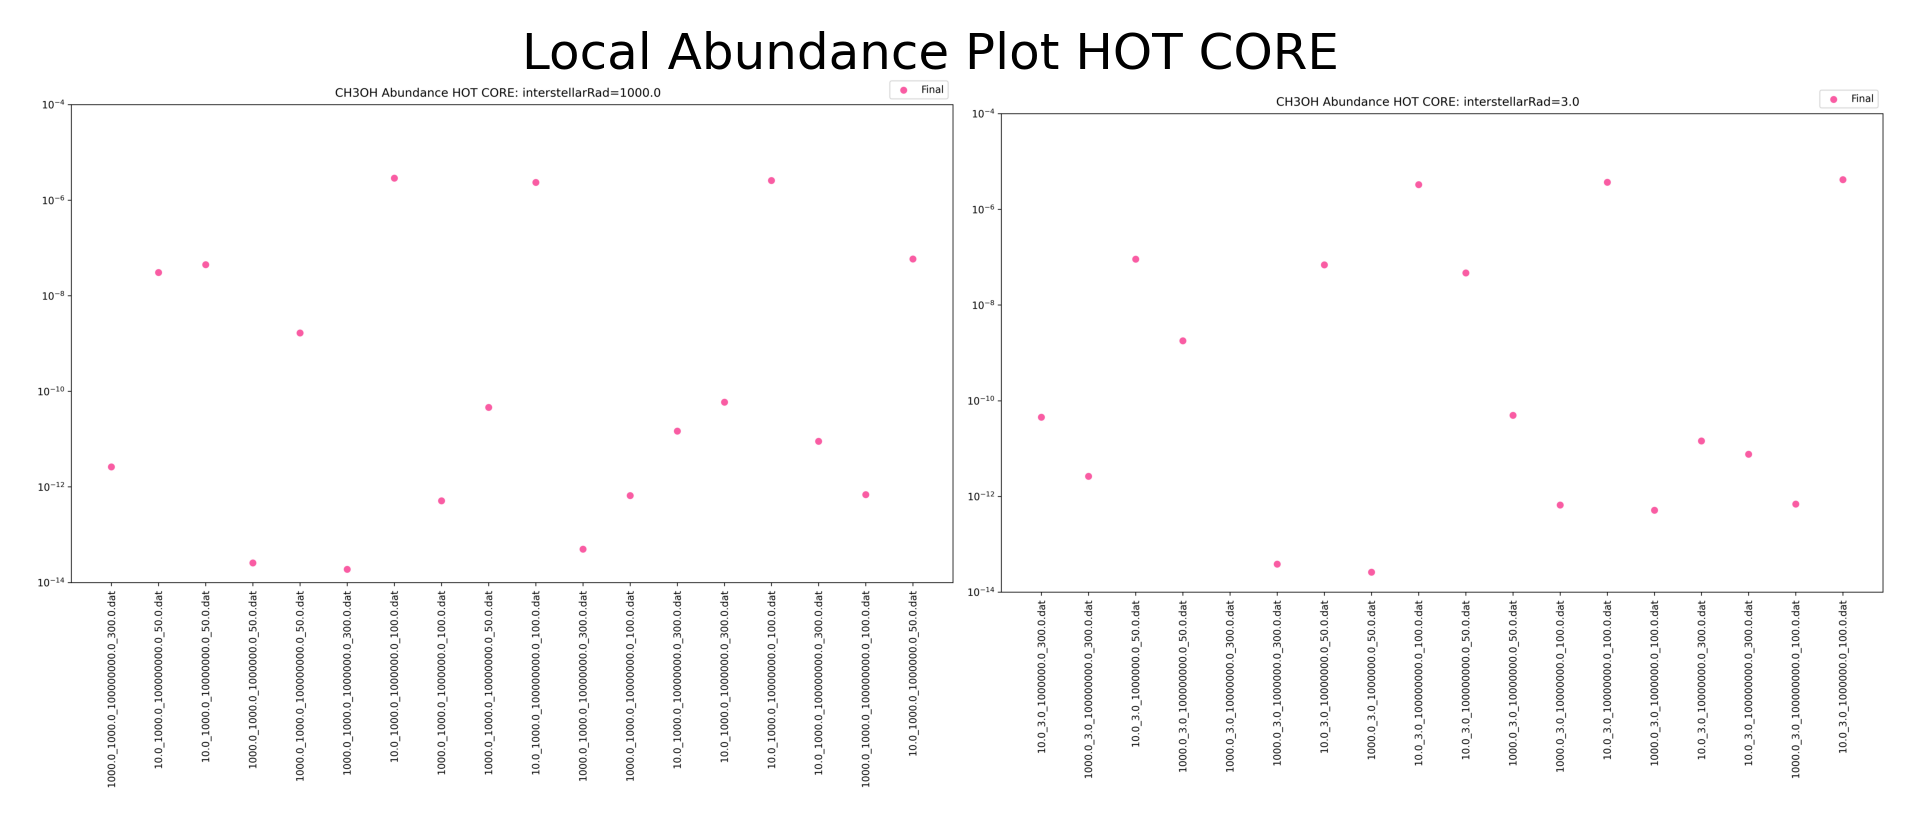 Local Abundance Plot HOT CORE
CH3OH Abundance HOT CORE: interstellarRad=1000.0
Final
10⁻⁴
10⁻⁶
10⁻⁸
10⁻¹⁰
10⁻¹²
10⁻¹⁴
1000.0_1000.0_100000000.0_300.0.dat
10.0_1000.0_100000000.0_50.0.dat
10.0_1000.0_10000000.0_50.0.dat
1000.0_1000.0_1000000.0_50.0.dat
1000.0_1000.0_100000000.0_50.0.dat
1000.0_1000.0_1000000.0_300.0.dat
10.0_1000.0_1000000.0_100.0.dat
1000.0_1000.0_1000000.0_100.0.dat
1000.0_1000.0_10000000.0_50.0.dat
10.0_1000.0_100000000.0_100.0.dat
1000.0_1000.0_10000000.0_300.0.dat
1000.0_1000.0_10000000.0_100.0.dat
10.0_1000.0_10000000.0_300.0.dat
10.0_1000.0_1000000.0_300.0.dat
10.0_1000.0_10000000.0_100.0.dat
10.0_1000.0_100000000.0_300.0.dat
1000.0_1000.0_100000000.0_100.0.dat
10.0_1000.0_1000000.0_50.0.dat
CH3OH Abundance HOT CORE: interstellarRad=3.0
Final
10⁻⁴
10⁻⁶
10⁻⁸
10⁻¹⁰
10⁻¹²
10⁻¹⁴
10.0_3.0_1000000.0_300.0.dat
1000.0_3.0_100000000.0_300.0.dat
10.0_3.0_1000000.0_50.0.dat
1000.0_3.0_100000000.0_50.0.dat
1000.0_3.0_10000000.0_300.0.dat
1000.0_3.0_1000000.0_300.0.dat
10.0_3.0_10000000.0_50.0.dat
1000.0_3.0_1000000.0_50.0.dat
10.0_3.0_100000000.0_100.0.dat
10.0_3.0_100000000.0_50.0.dat
1000.0_3.0_10000000.0_50.0.dat
1000.0_3.0_10000000.0_100.0.dat
10.0_3.0_10000000.0_100.0.dat
1000.0_3.0_1000000.0_100.0.dat
10.0_3.0_10000000.0_300.0.dat
10.0_3.0_100000000.0_300.0.dat
1000.0_3.0_100000000.0_100.0.dat
10.0_3.0_1000000.0_100.0.dat